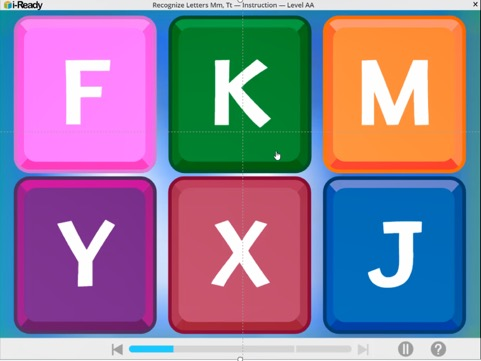 i-Ready
Recognize Letters Mm, Tt — Instruction — Level AA
F K M
Y X J
?